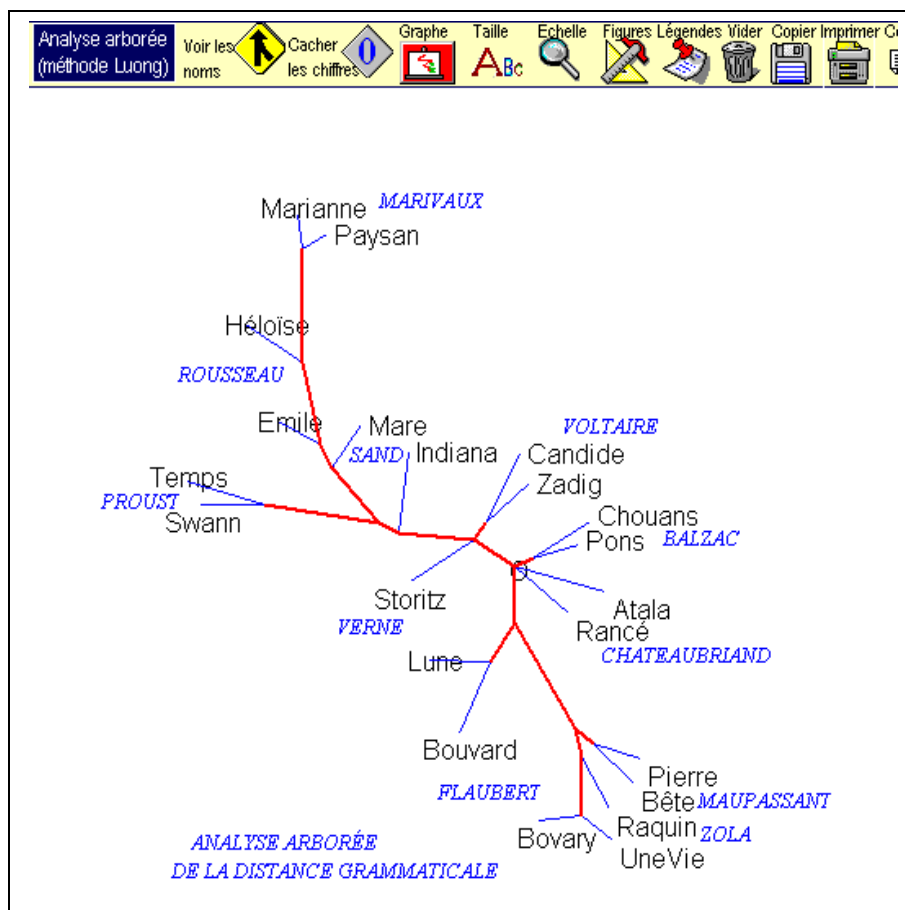 Analyse arborée
(méthode Luong)
Voir les
noms
Cacher
les chiffres
0
Graphe
Taille
ABc
Echelle
Figures
Légendes
Vider
Copier
Imprimer
Marianne MARIVAUX
Paysan
Héloïse
ROUSSEAU
Emile
Mare
SAND
Indiana
VOLTAIRE
Candide
Zadig
Temps
PROUST
Swann
Chouans
Pons BALZAC
Storitz
VERNE
Atala
Rancé
CHATEAUBRIAND
Lune
Bouvard
FLAUBERT
Pierre
Bête MAUPASSANT
Raquin ZOLA
Bovary
UneVie
ANALYSE ARBORÉE
DE LA DISTANCE GRAMMATICALE